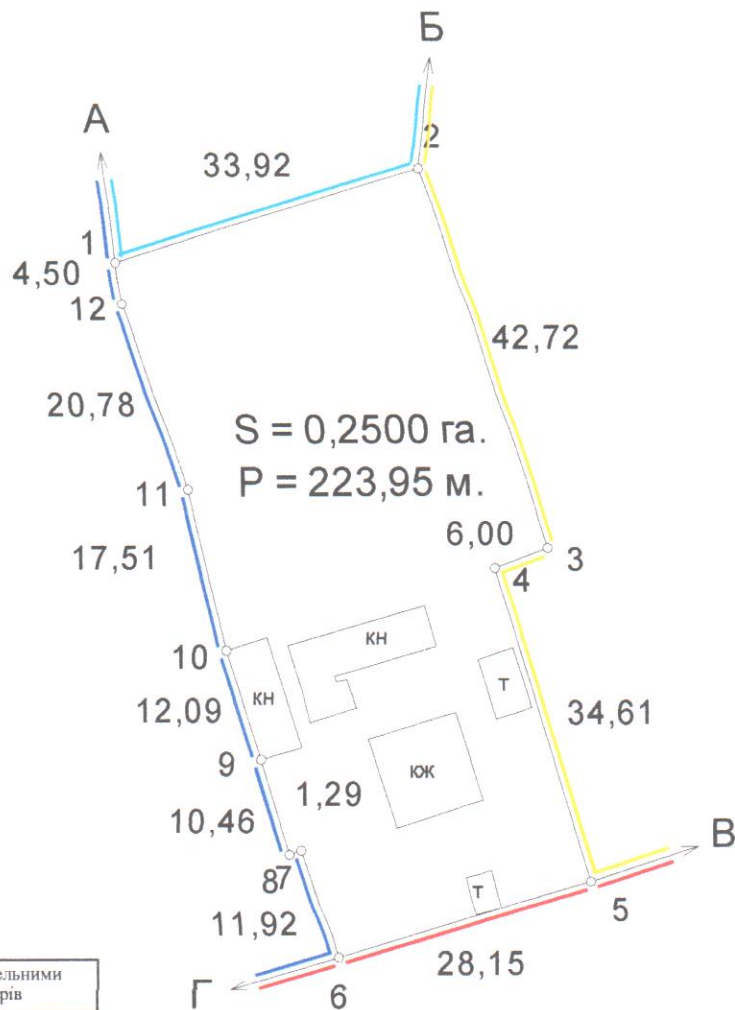 Б
А
2
33,92
1
4,50
12
42,72
20,78
S = 0,2500 га.
P = 223,95 м.
11
6,00
3
4
17,51
КН
10
КН
Т
12,09
34,61
9
КЖ
1,29
10,46
В
87
Т
5
11,92
28,15
Г
6